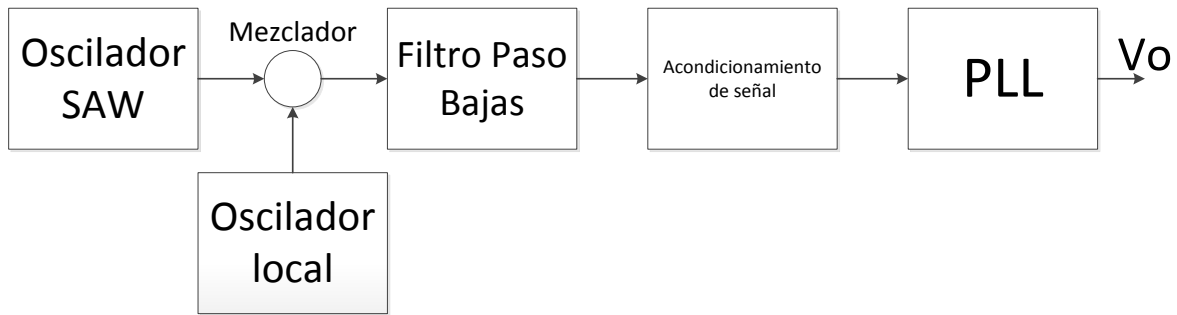 Oscilador
SAW
Mezclador
Filtro Paso
Bajas
Acondicionamiento
de señal
PLL
Vo
Oscilador
local